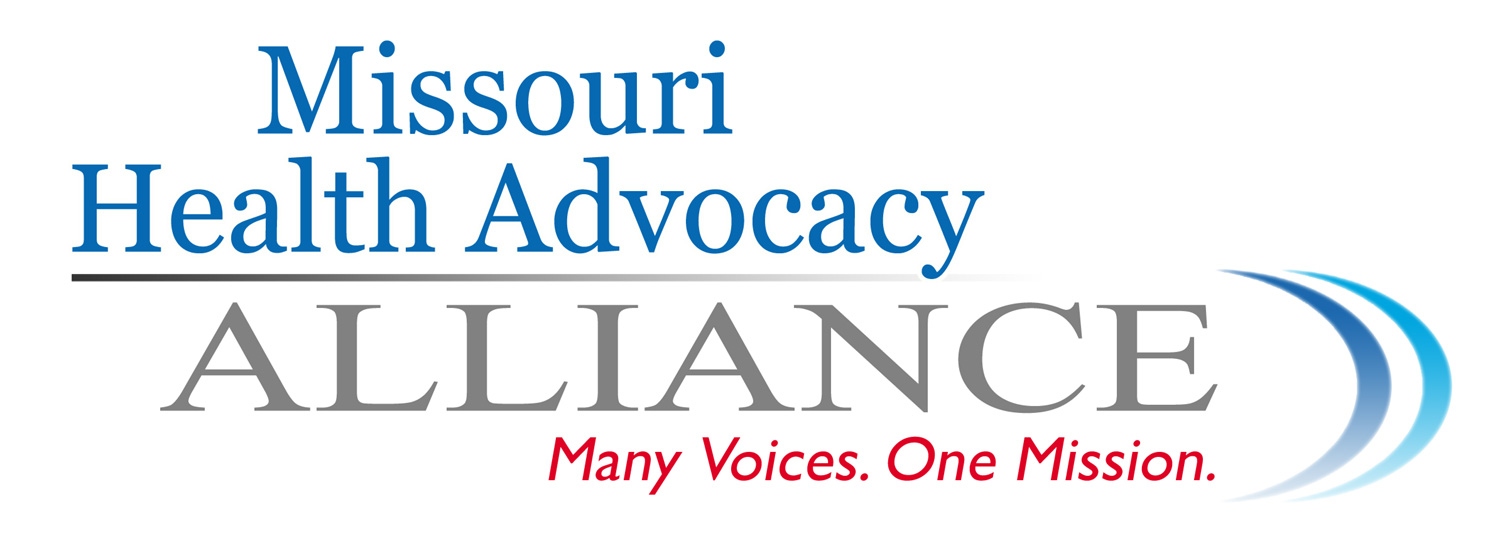 Missouri
Health Advocacy
ALLIANCE
Many Voices. One Mission.